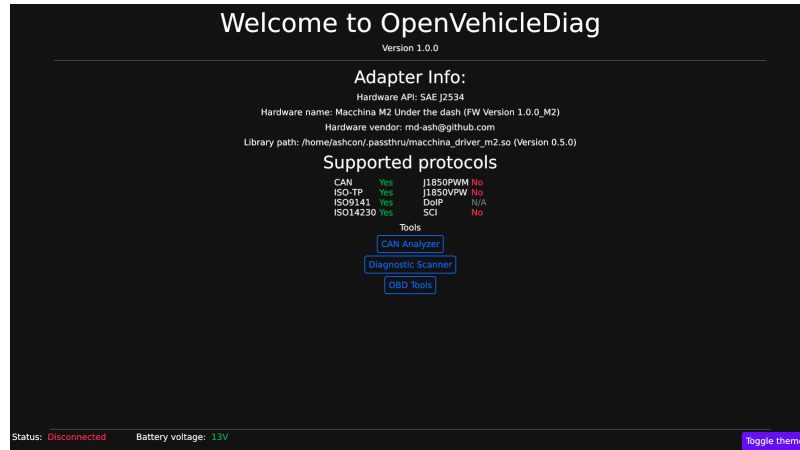 Welcome to OpenVehicleDiag
Version 1.0.0
Adapter Info:
Hardware API: SAE J2534
Hardware name: Macchina M2 Under the dash (FW Version 1.0.0_M2)
Hardware vendor: rnd-ash@github.com
Library path: /home/ashcon/.passthru/macchina_driver_m2.so (Version 0.5.0)
Supported protocols
CAN Yes J1850PWM No
ISO-TP Yes J1850VPW No
ISO9141 Yes DoIP N/A
ISO14230 Yes SCI No
Tools
CAN Analyzer
Diagnostic Scanner
OBD Tools
Status: Disconnected Battery voltage: 13V
Toggle theme